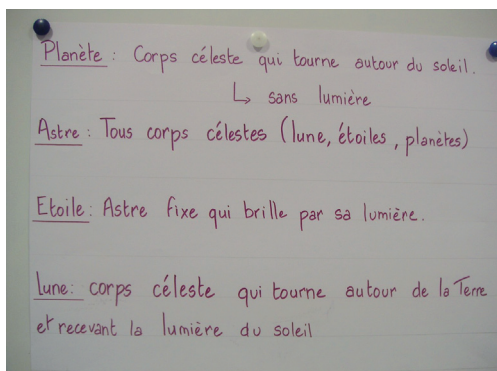 Planète : Corps céleste qui tourne autour du soleil.
↳ sans lumière
Astre : Tous corps célestes (lune, étoiles, planètes)
Etoile : Astre fixe qui brille par sa lumière.
lune: corps céleste qui tourne autour de la Terre
et recevant la lumière du soleil